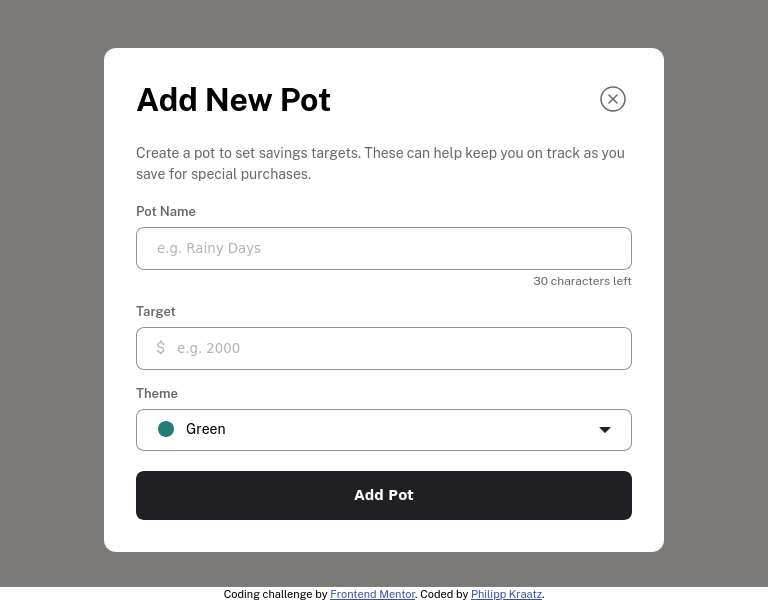 Add New Pot
Create a pot to set savings targets. These can help keep you on track as you
save for special purchases.
Pot Name
e.g. Rainy Days
30 characters left
Target
$ e.g. 2000
Theme
Green
Add Pot
Coding challenge by Frontend Mentor. Coded by Philipp Kraatz.